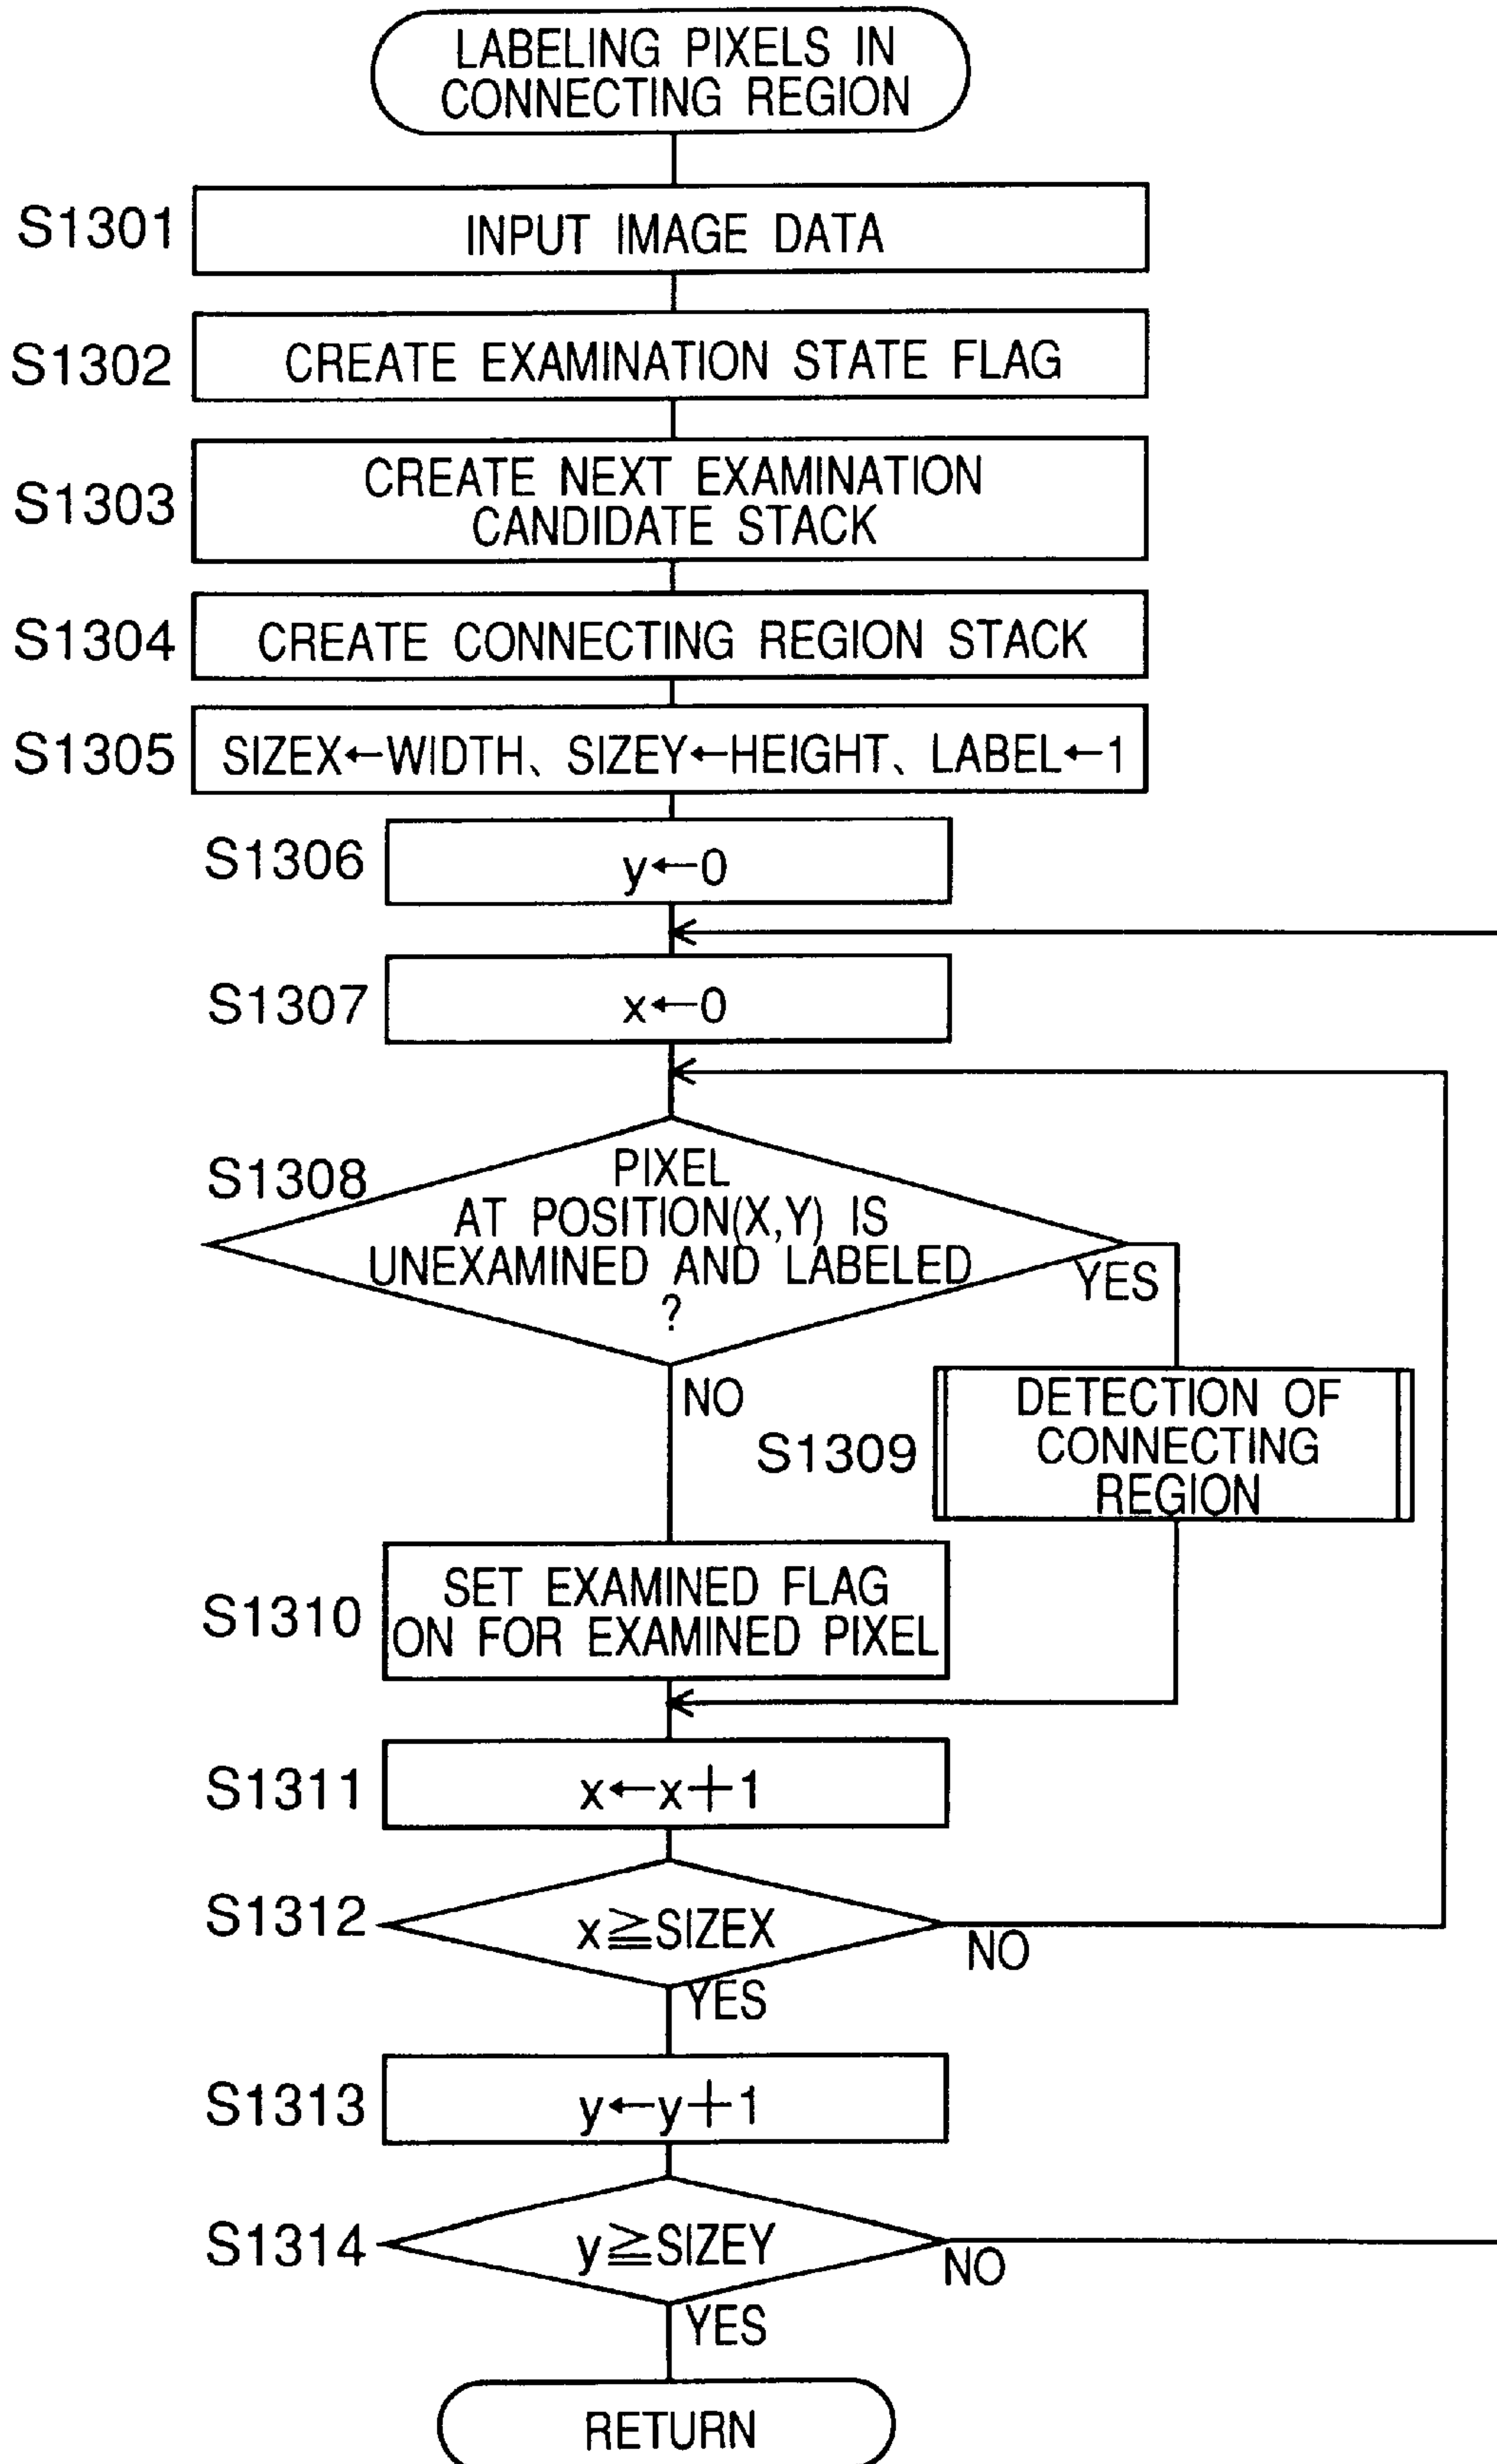 LABELING PIXELS IN
CONNECTING REGION
S1301
INPUT IMAGE DATA
S1302
CREATE EXAMINATION STATE FLAG
S1303
CREATE NEXT EXAMINATION
CANDIDATE STACK
S1304
CREATE CONNECTING REGION STACK
S1305
SIZEX←WIDTH、SIZEY←HEIGHT、LABEL←1
S1306
y←0
S1307
x←0
S1308
PIXEL
AT POSITION(X,Y) IS
UNEXAMINED AND LABELED
?
YES
NO
S1309
DETECTION OF
CONNECTING
REGION
S1310
SET EXAMINED FLAG
ON FOR EXAMINED PIXEL
S1311
x←x+1
S1312
x≧SIZEX
NO
YES
S1313
y←y+1
S1314
y≧SIZEY
NO
YES
RETURN